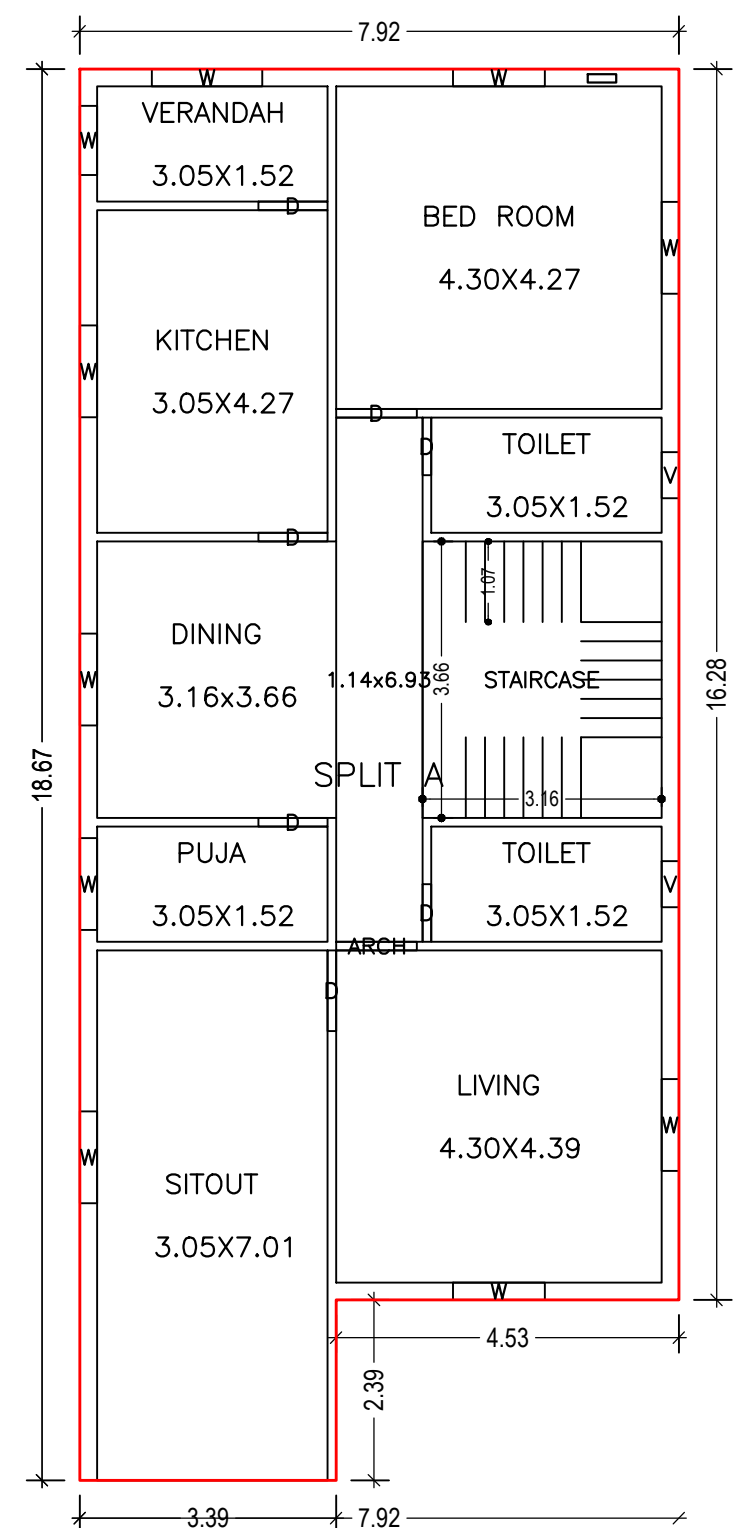 7.92
W
W
VERANDAH
W
3.05X1.52
D
BED ROOM
W
4.30X4.27
KITCHEN
W
3.05X4.27
D
D
TOILET
V
3.05X1.52
D
1.07
DINING
W
3.16x3.66
1.14x6.93
3.66
STAIRCASE
16.28
18.67
SPLIT A
3.16
D
PUJA
W
3.05X1.52
TOILET
V
3.05X1.52
D
ARCH
D
LIVING
W
4.30X4.39
W
SITOUT
3.05X7.01
W
4.53
2.39
3.39
7.92